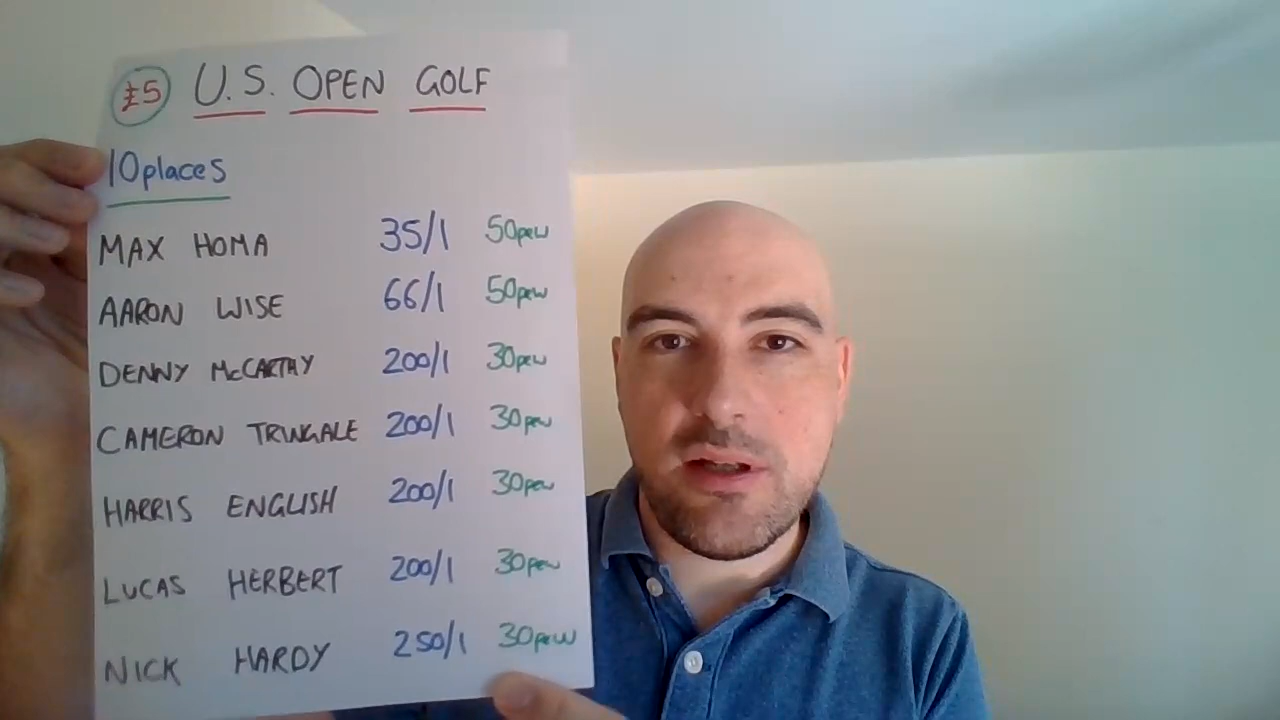 £5 U.S. OPEN GOLF
10places
MAX HOMA 35/1 50pew
AARON WISE 66/1 50pew
DENNY McCARTHY 200/1 30pew
CAMERON TRINGALE 200/1 30pew
HARRIS ENGLISH 200/1 30pew
LUCAS HERBERT 200/1 30pew
NICK HARDY 250/1 30pew